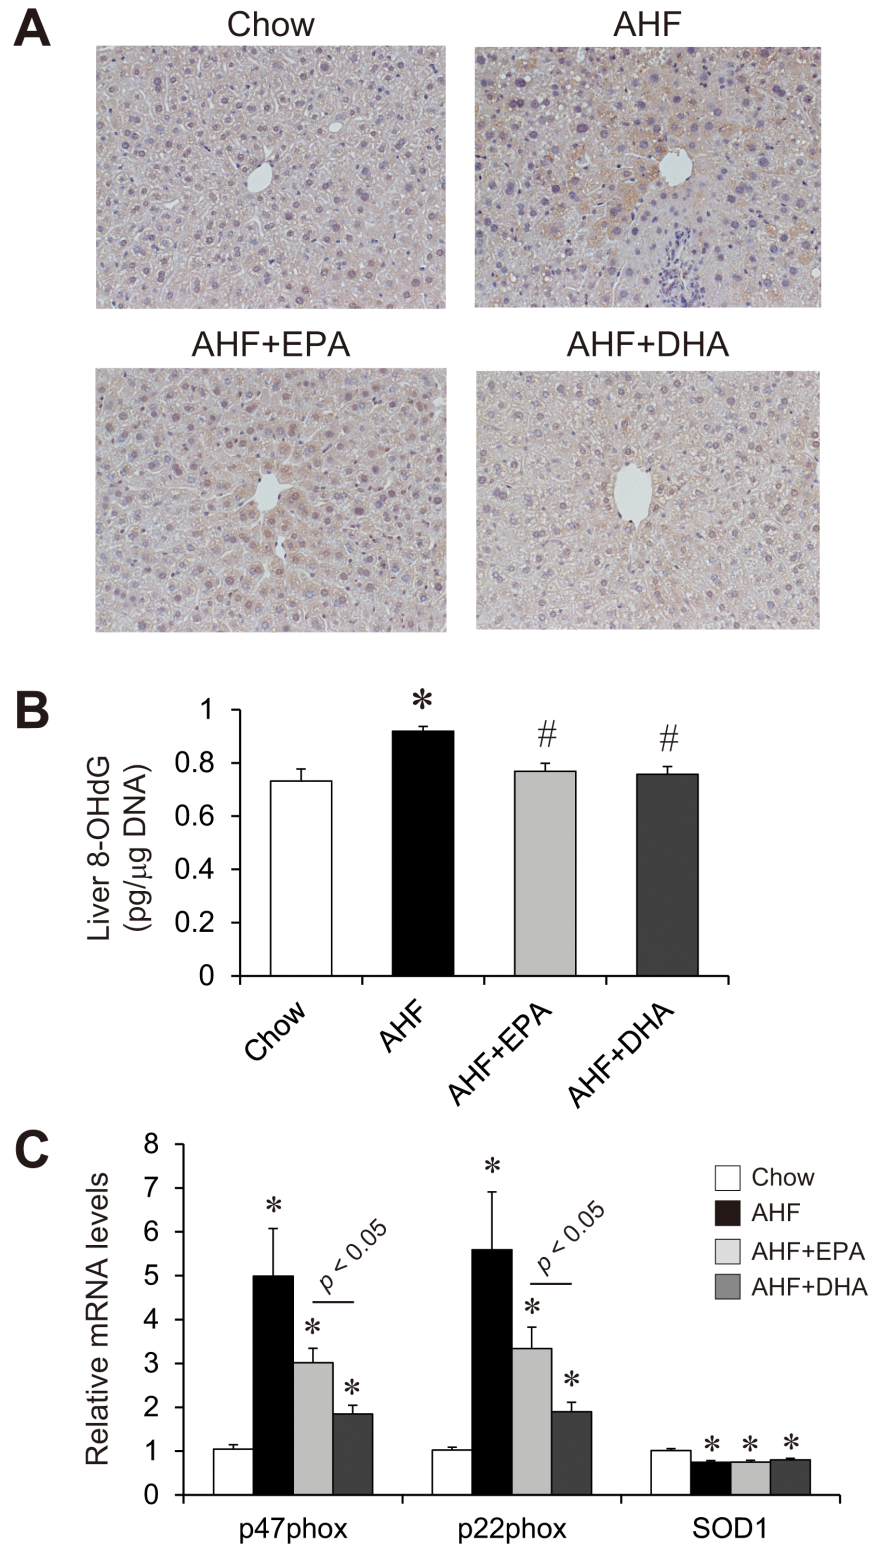 A
Chow
AHF
AHF+EPA
AHF+DHA
B
Liver 8-OHdG
(pg/μg DNA)
1
0.8
0.6
0.4
0.2
0
*
#
#
Chow
AHF
AHF+EPA
AHF+DHA
C
Relative mRNA levels
8
7
6
5
4
3
2
1
0
*
*
*
p < 0.05
*
*
*
p < 0.05
*
*
*
p47phox
p22phox
SOD1
Chow
AHF
AHF+EPA
AHF+DHA